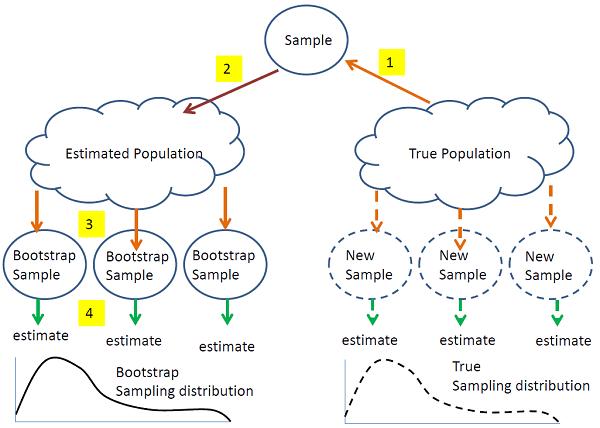 Sample
2
1
Estimated Population
True Population
3
Bootstrap
Sample
Bootstrap
Sample
Bootstrap
Sample
New
Sample
New
Sample
New
Sample
4
estimate
estimate
estimate
estimate
estimate
estimate
Bootstrap
Sampling distribution
True
Sampling distribution